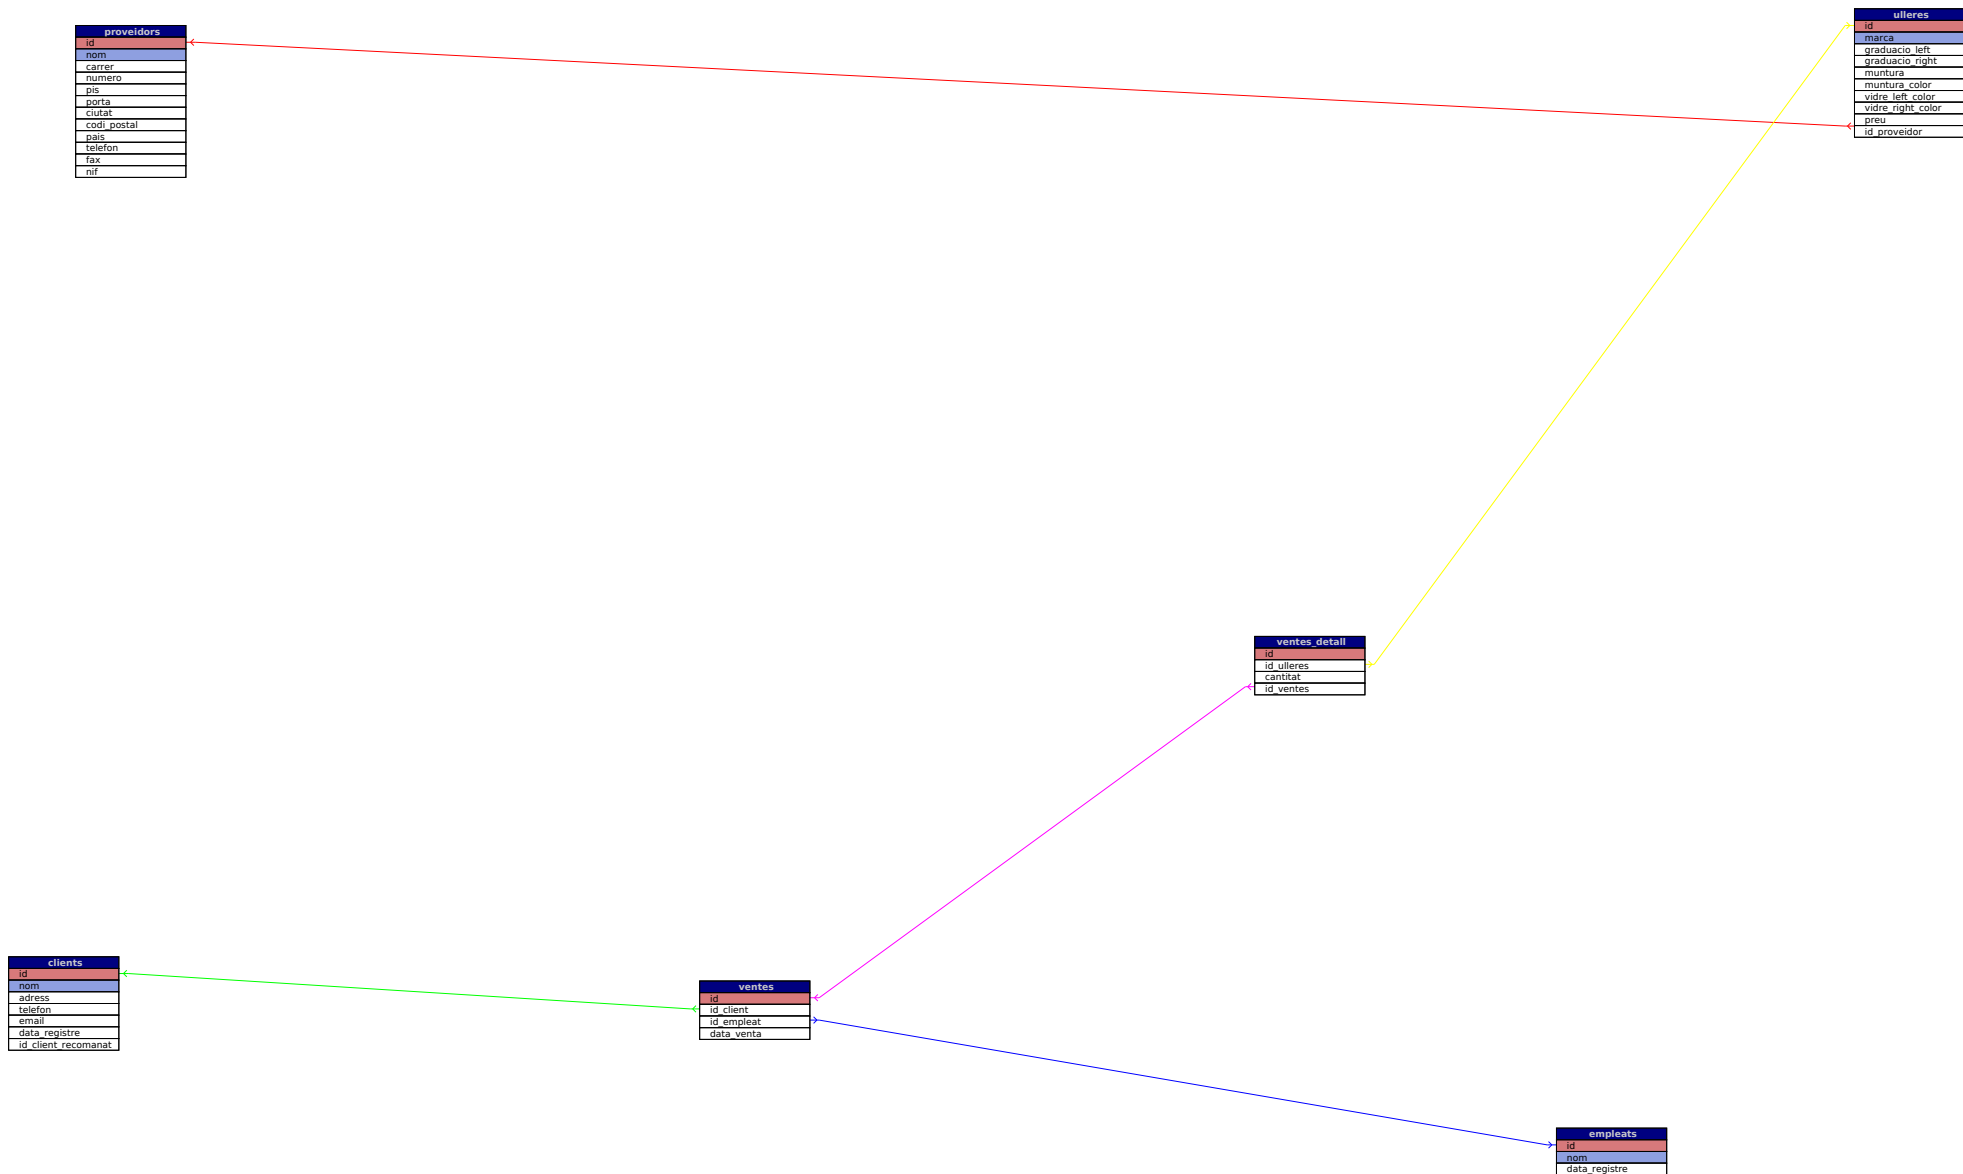 proveidors
id
nom
carrer
numero
pis
porta
ciutat
codi_postal
pais
telefon
fax
nif
ulleres
id
marca
graduacio_left
graduacio_right
muntura
muntura_color
vidre_left_color
vidre_right_color
preu
id_proveidor
ventes_detall
id
id_ulleres
cantitat
id_ventes
clients
id
nom
adress
telefon
email
data_registre
id_client_recomanat
ventes
id
id_client
id_empleat
data_venta
empleats
id
nom
data_registre